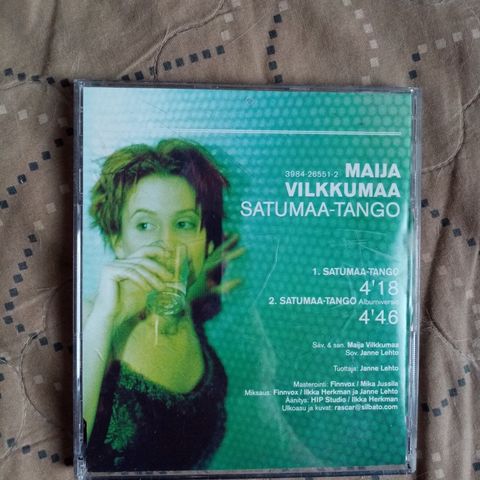 3984-26551-2 MAIJA
VILKKUMAA
SATUMAA-TANGO
1. SATUMAA-TANGO
4'18
2. SATUMAA-TANGO Albumiversio
4'46
Säv. & san. Maija Vilkkumaa
Sov. Janne Lehto
Tuottaja: Janne Lehto
Masterointi: Finnvox / Mika Jussila
Miksaus: Finnvox / Ilkka Herkman ja Janne Lehto
Äänitys: HIP Studio / Ilkka Herkman
Ulkoasu ja kuvat: rascar@silbato.com